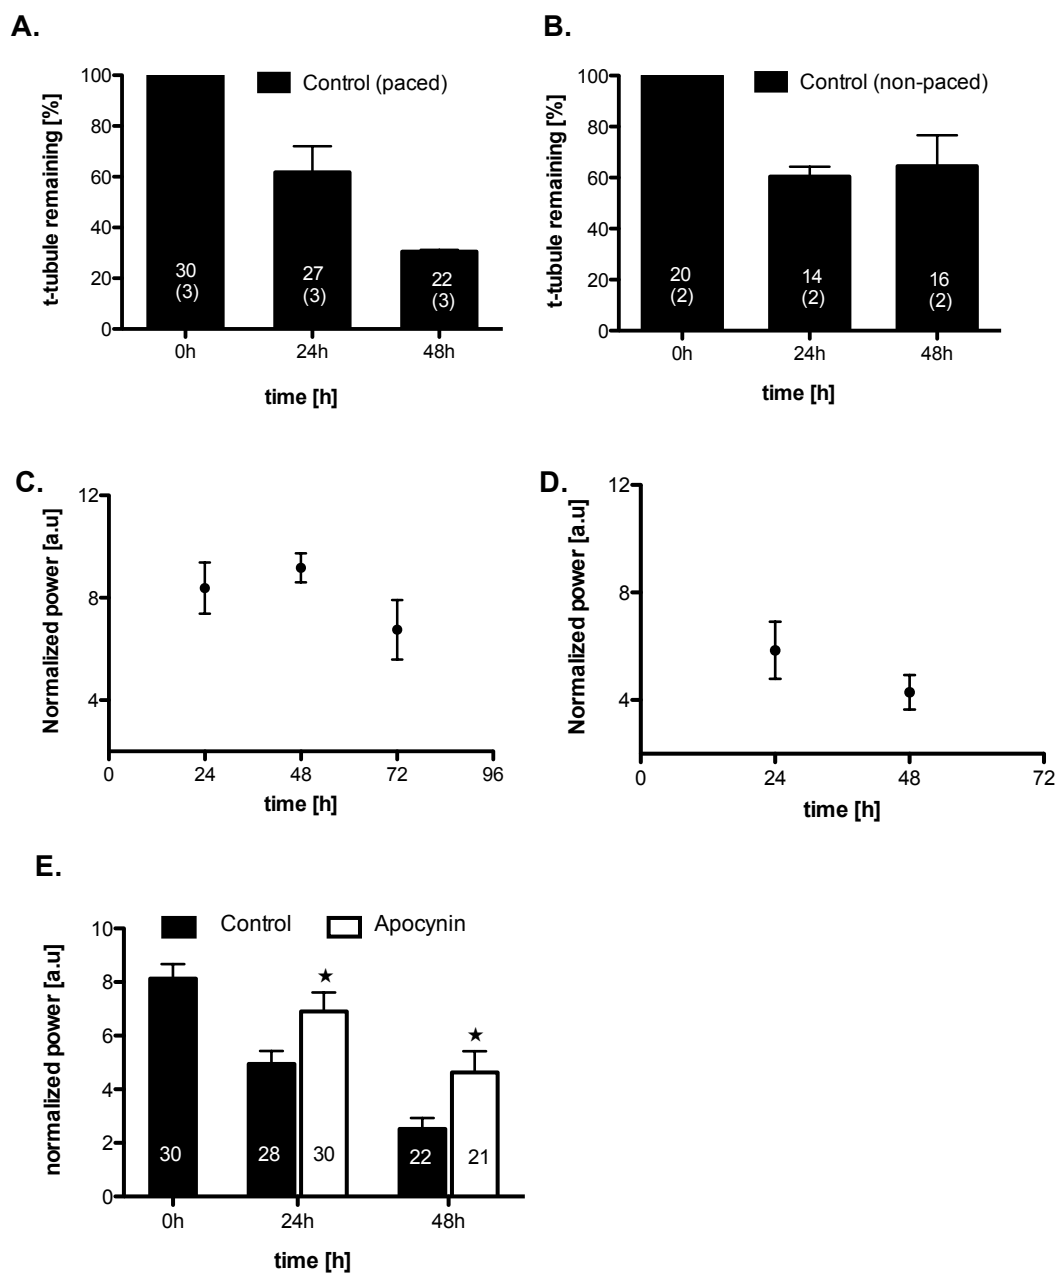 A.
Control (paced)
t-tubule remaining [%]
100
80
60
40
20
0
30
(3)
27
(3)
22
(3)
0h
24h
48h
time [h]
B.
Control (non-paced)
t-tubule remaining [%]
100
80
60
40
20
0
20
(2)
14
(2)
16
(2)
0h
24h
48h
time [h]
C.
Normalized power [a.u]
12
8
4
0
24
48
72
96
time [h]
D.
Normalized power [a.u]
12
8
4
0
24
48
72
time [h]
E.
Control
Apocynin
normalized power [a.u]
10
8
6
4
2
0
★
★
30
28
30
22
21
0h
24h
48h
time [h]